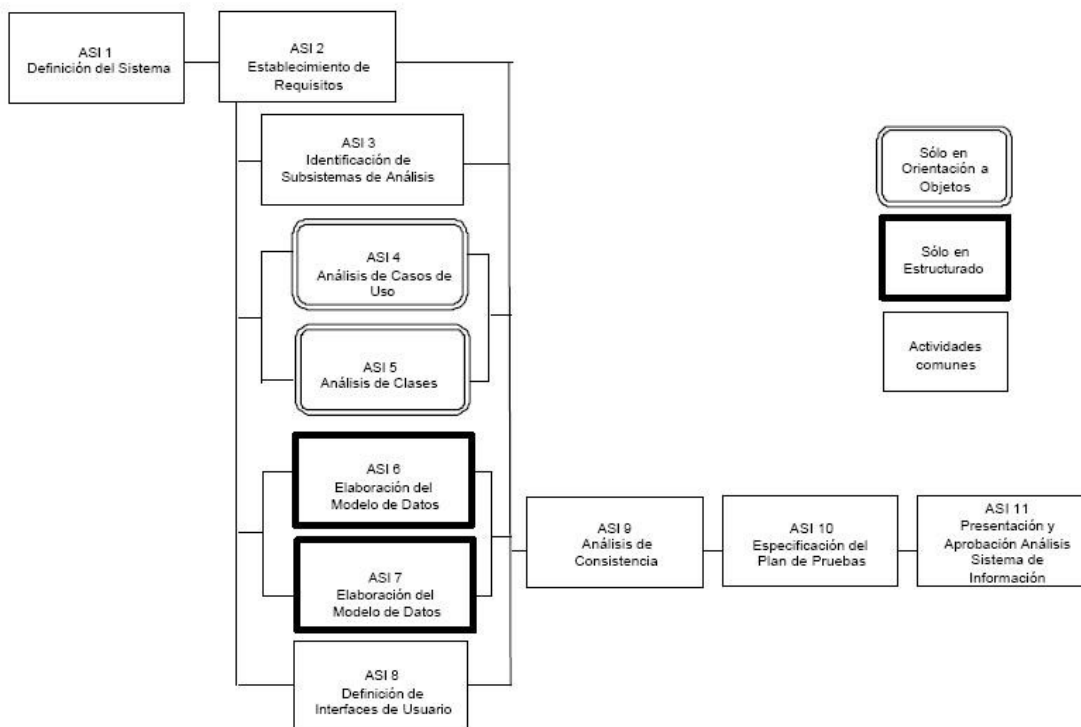 ASI 1
Definición del Sistema
ASI 2
Establecimiento de
Requisitos
ASI 3
Identificación de
Subsistemas de Análisis
Sólo en
Orientación a
Objetos
ASI 4
Análisis de Casos de
Uso
Sólo en
Estructurado
ASI 5
Análisis de Clases
Actividades
comunes
ASI 6
Elaboración del
Modelo de Datos
ASI 7
Elaboración del
Modelo de Datos
ASI 8
Definición de
Interfaces de Usuario
ASI 9
Análisis de
Consistencia
ASI 10
Especificación del
Plan de Pruebas
ASI 11
Presentación y
Aprobación Análisis
Sistema de
Información